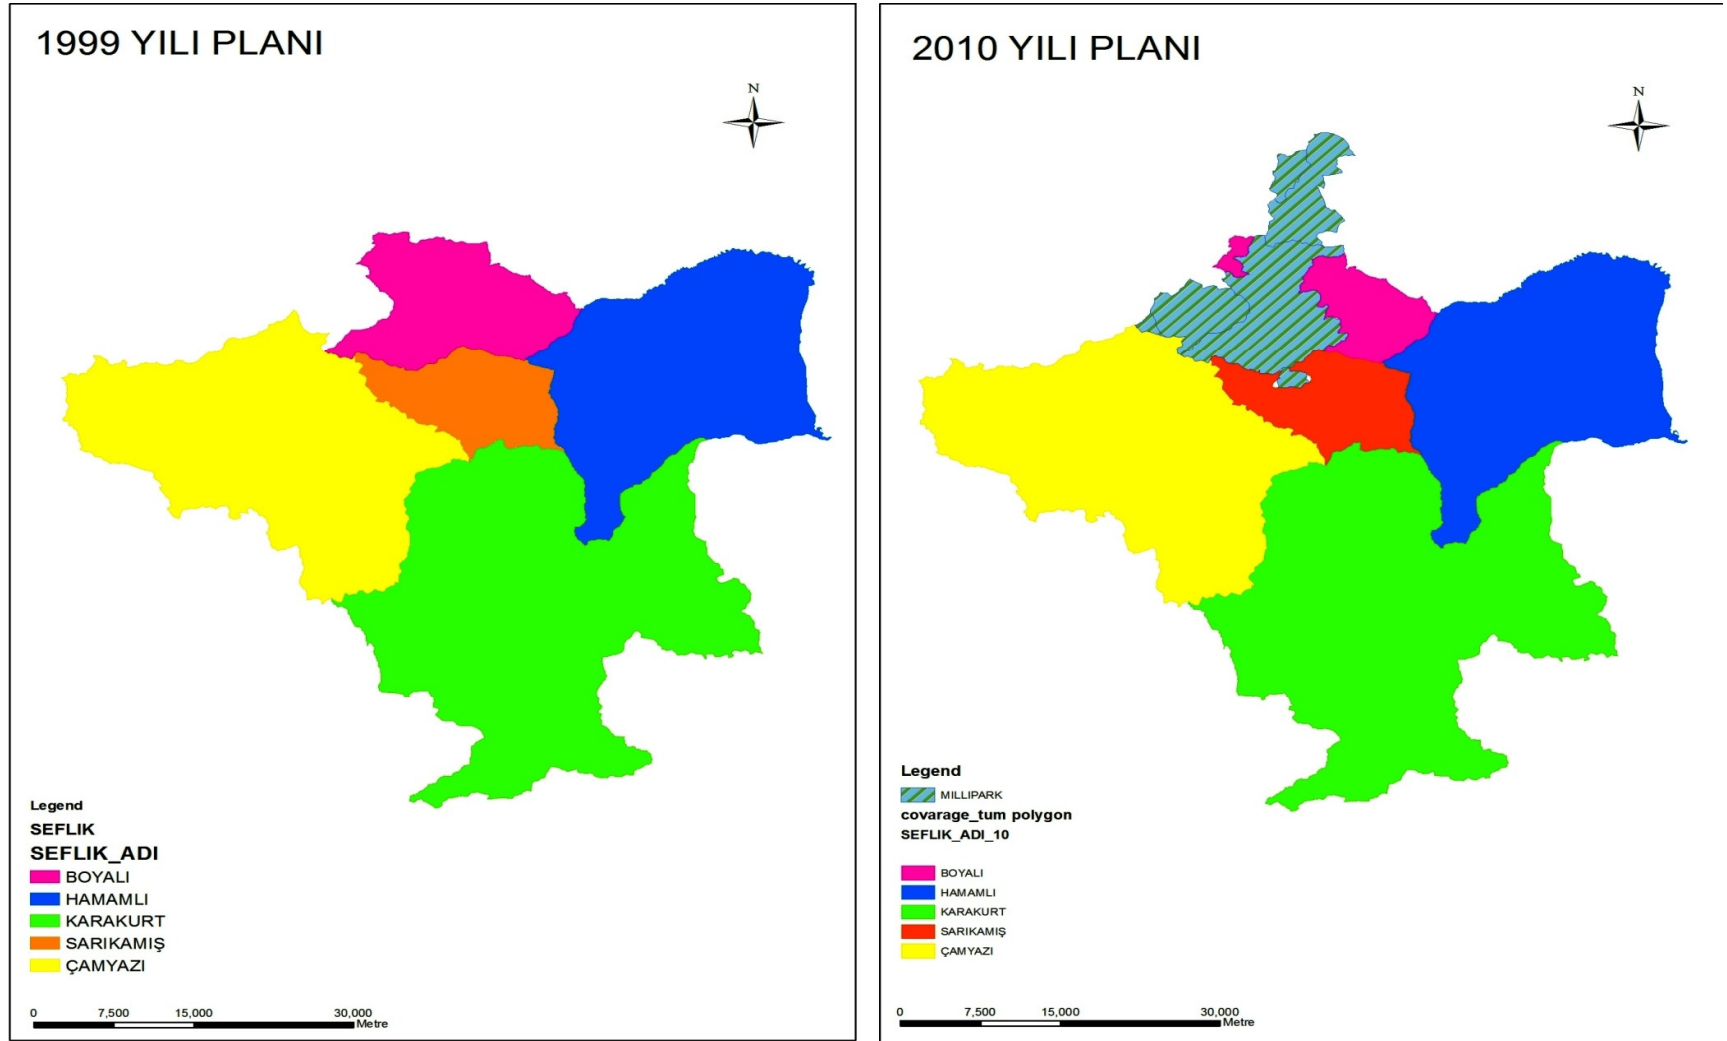 1999 YILI PLANI
N
Legend
SEFLIK
SEFLIK_ADI
BOYALI
HAMAMLI
KARAKURT
SARIKAMIŞ
ÇAMYAZI
0 7,500 15,000 30,000
Metre
2010 YILI PLANI
N
Legend
MILLIPARK
covarage_tum polygon
SEFLIK_ADI_10
BOYALI
HAMAMLI
KARAKURT
SARIKAMIŞ
ÇAMYAZI
0 7,500 15,000 30,000
Metre